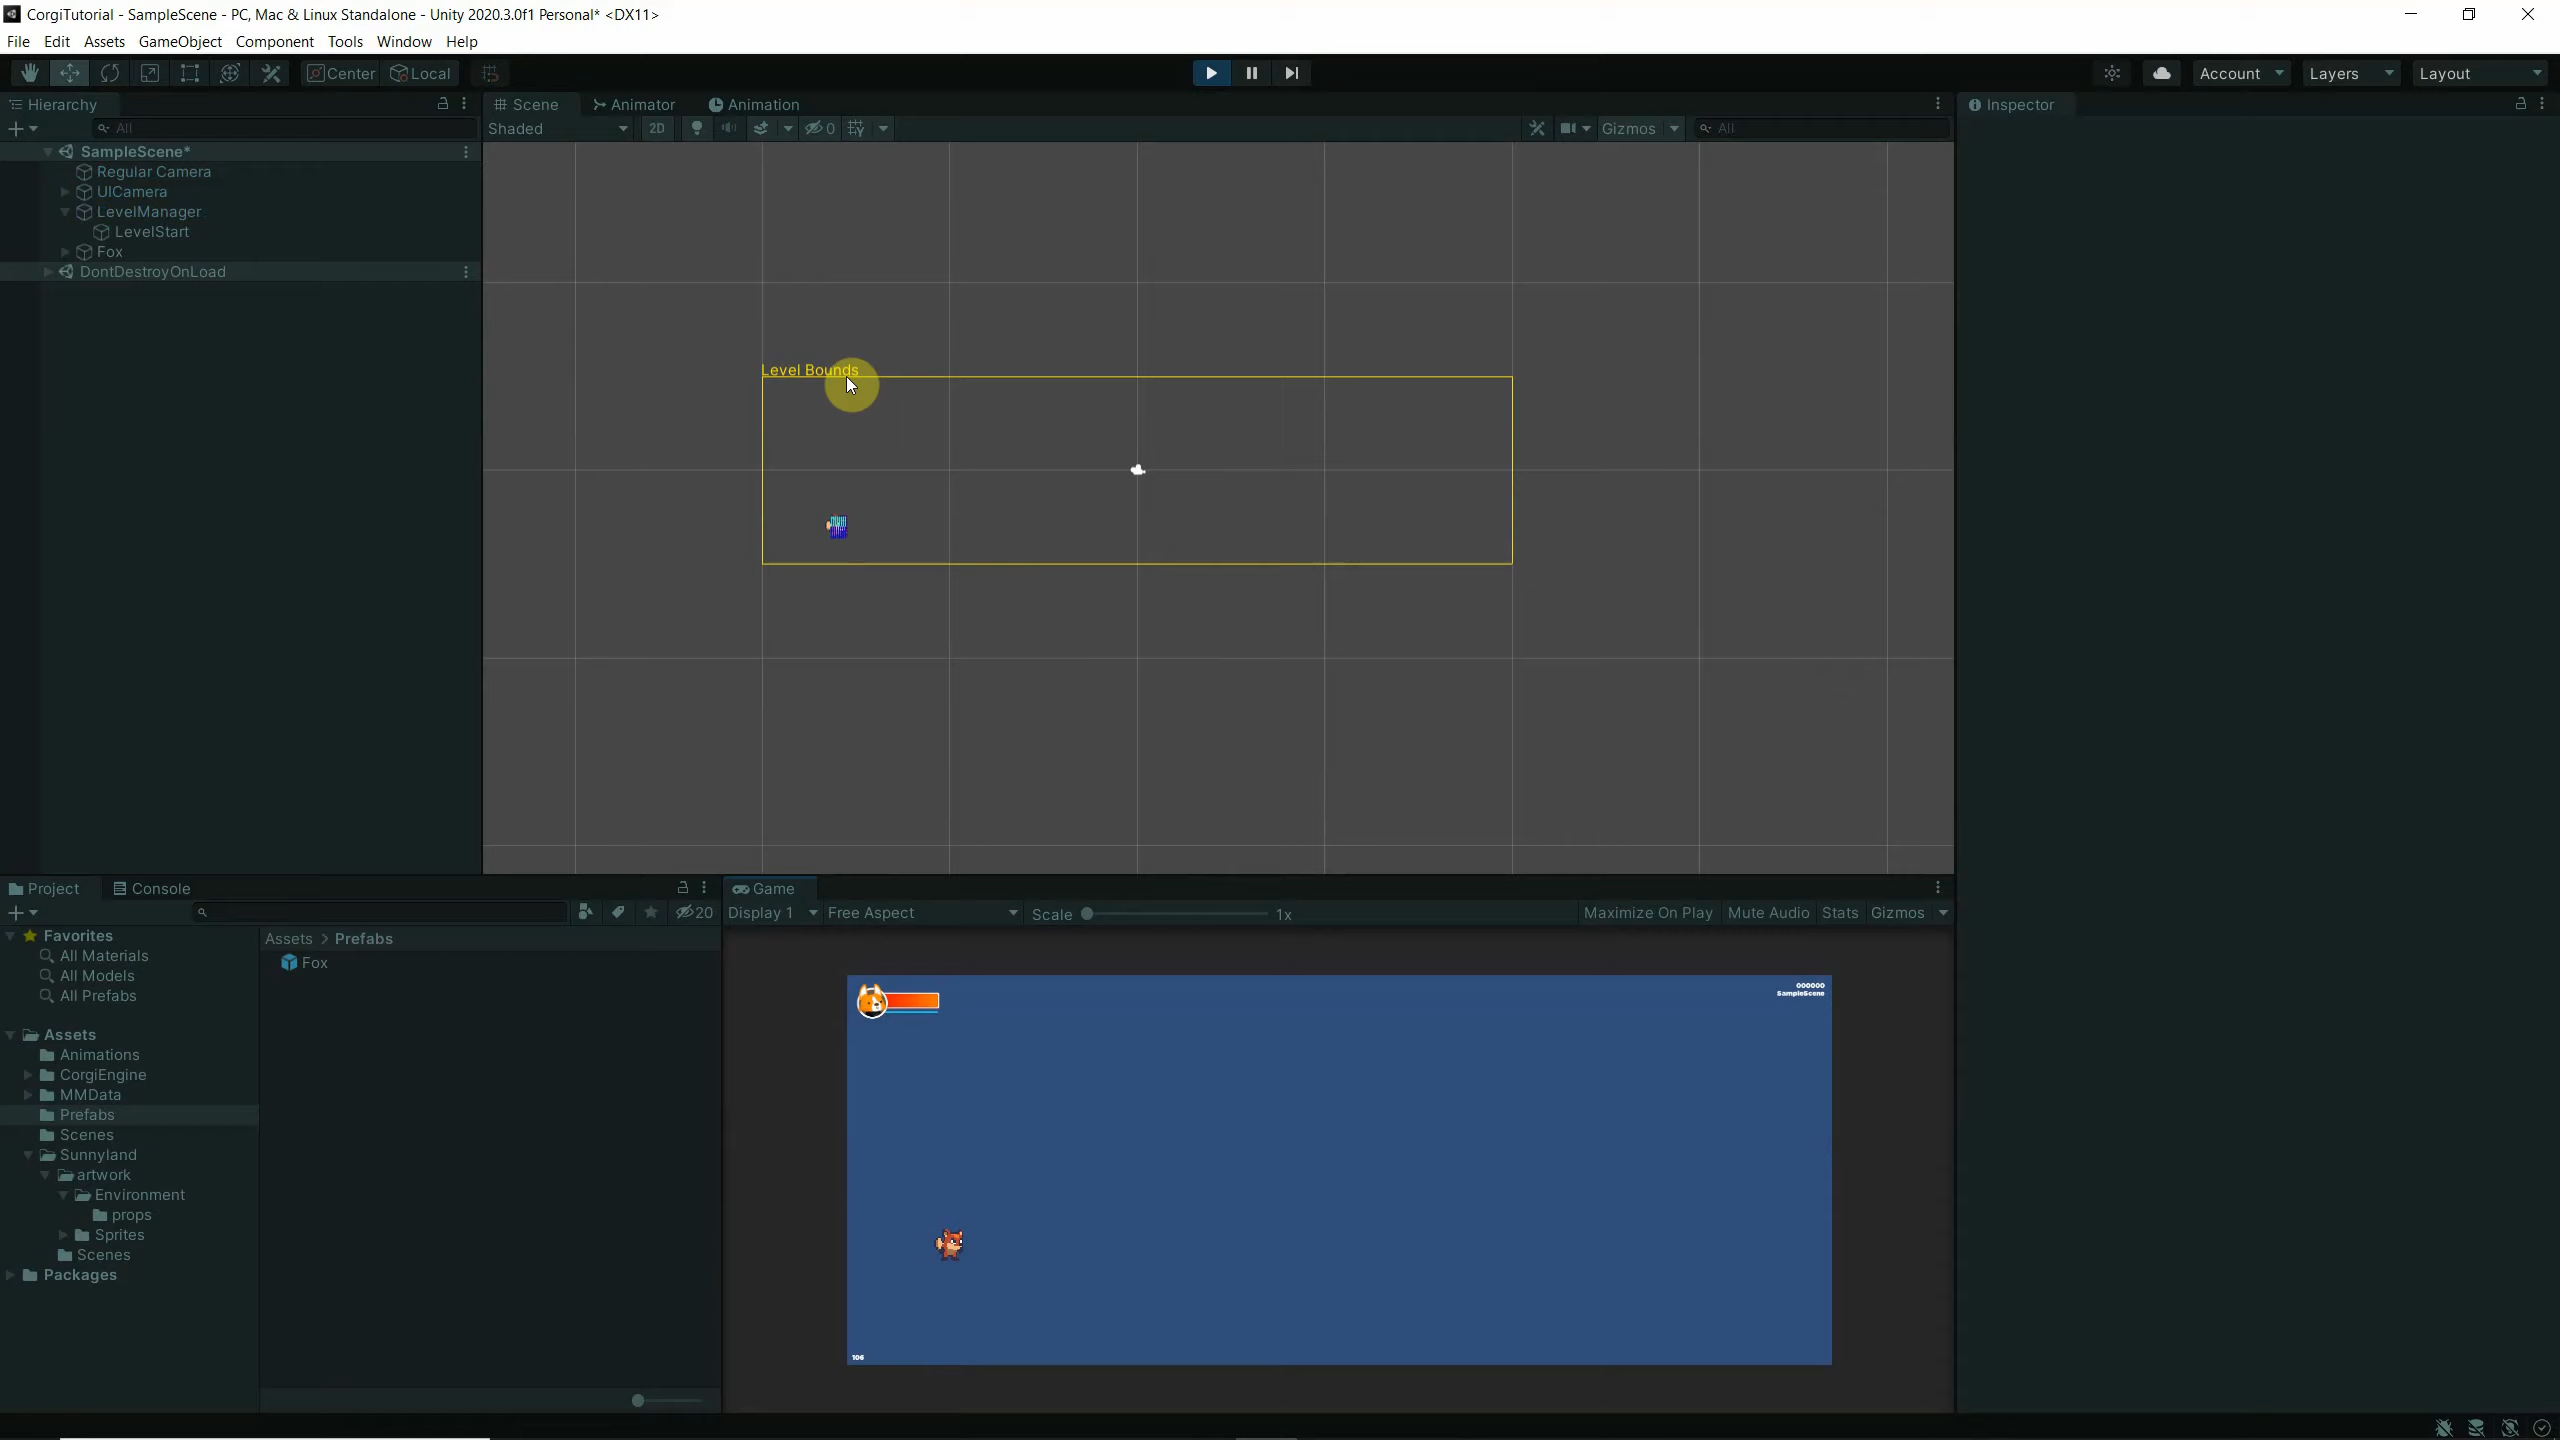 CorgiTutorial - SampleScene - PC, Mac & Linux Standalone - Unity 2020.3.0f1 Personal* <DX11>
File Edit Assets GameObject Component Tools Window Help
Center Local Account Layers Layout
Hierarchy
All
SampleScene*
Regular Camera
UICamera
LevelManager
LevelStart
Fox
DontDestroyOnLoad
Scene Animator Animation
Shaded 2D 0 Gizmos All
Level Bounds
Inspector
Project Console
20
Favorites
All Materials
All Models
All Prefabs
Assets
Animations
CorgiEngine
MMData
Prefabs
Scenes
Sunnyland
artwork
Environment
props
Sprites
Scenes
Packages
Assets > Prefabs
Fox
Game
Display 1 Free Aspect Scale 1x Maximize On Play Mute Audio Stats Gizmos
000000
SampleScene
106